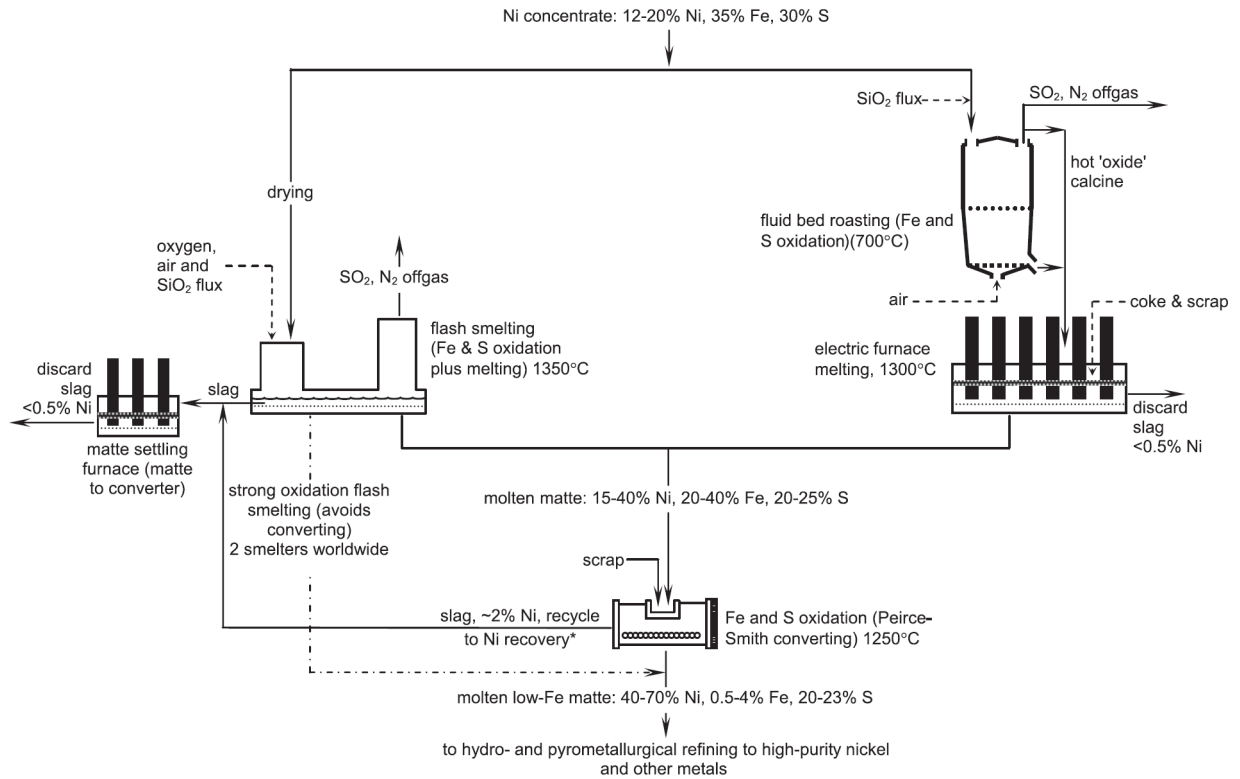 Ni concentrate: 12-20% Ni, 35% Fe, 30% S
SiO₂ flux
SO₂, N₂ offgas
hot 'oxide'
calcine
drying
fluid bed roasting (Fe and
S oxidation)(700°C)
oxygen,
air and
SiO₂ flux
SO₂, N₂ offgas
air
coke & scrap
flash smelting
(Fe & S oxidation
plus melting) 1350°C
electric furnace
melting, 1300°C
discard
slag
<0.5% Ni
slag
discard
slag
<0.5% Ni
matte settling
furnace (matte
to converter)
strong oxidation flash
smelting (avoids
converting)
2 smelters worldwide
molten matte: 15-40% Ni, 20-40% Fe, 20-25% S
scrap
slag, ~2% Ni, recycle
to Ni recovery*
Fe and S oxidation (Peirce-
Smith converting) 1250°C
molten low-Fe matte: 40-70% Ni, 0.5-4% Fe, 20-23% S
to hydro- and pyrometallurgical refining to high-purity nickel
and other metals